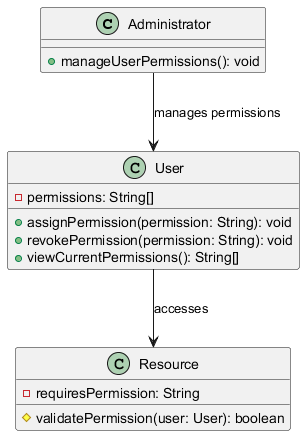 C Administrator
manageUserPermissions(): void
manages permissions
C User
permissions: String[]
assignPermission(permission: String): void
revokePermission(permission: String): void
viewCurrentPermissions(): String[]
accesses
C Resource
requiresPermission: String
validatePermission(user: User): boolean